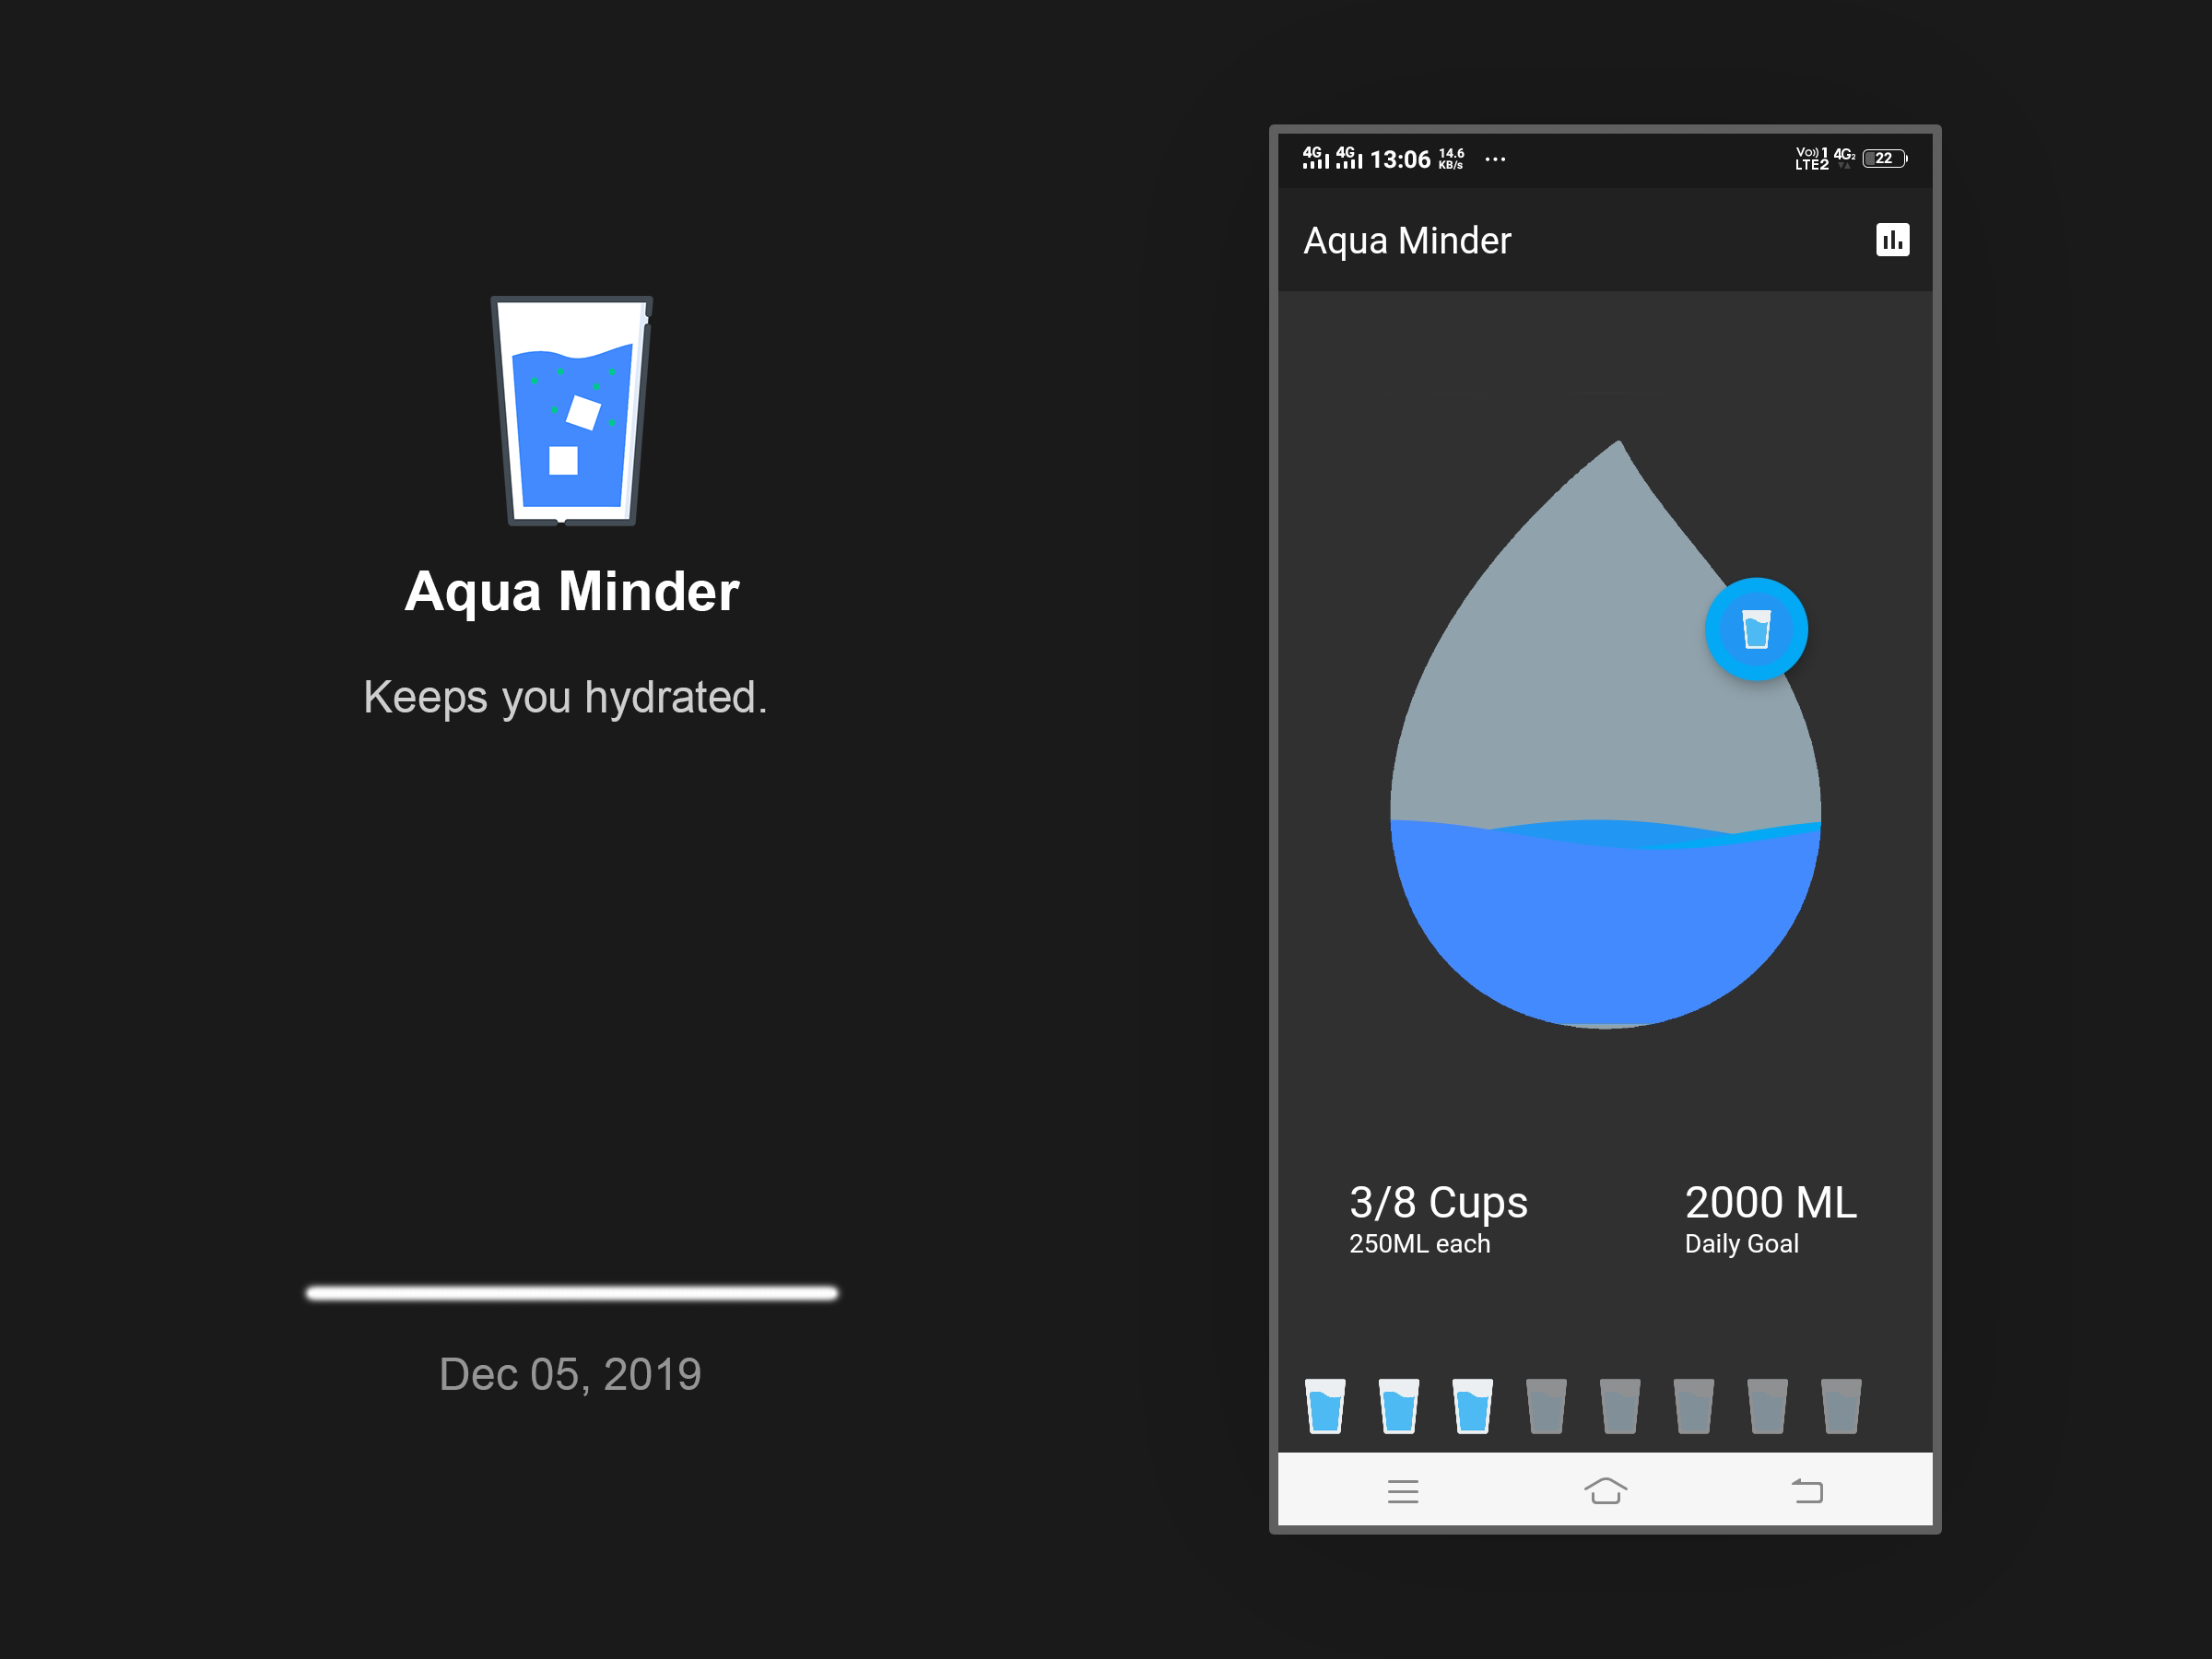 Aqua Minder
Keeps you hydrated.
Dec 05, 2019
4G 4G 13:06 14.6 KB/s ... Vo)) 1 LTE2 4G2 22
Aqua Minder
3/8 Cups
250ML each
2000 ML
Daily Goal